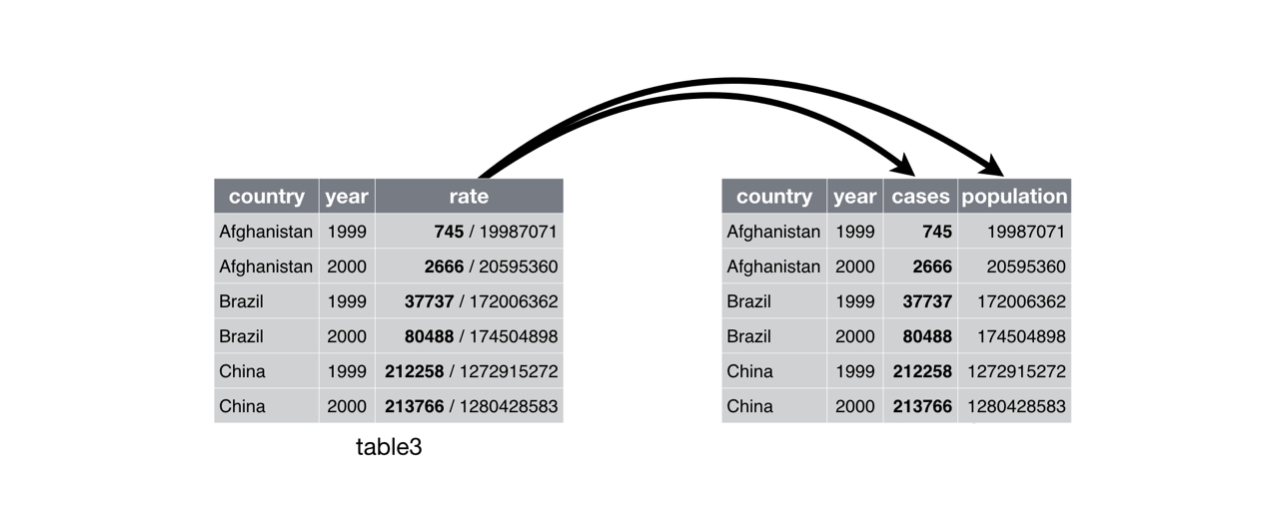 country year rate
Afghanistan 1999 745 / 19987071
Afghanistan 2000 2666 / 20595360
Brazil 1999 37737 / 172006362
Brazil 2000 80488 / 174504898
China 1999 212258 / 1272915272
China 2000 213766 / 1280428583
table3
country year cases population
Afghanistan 1999 745 19987071
Afghanistan 2000 2666 20595360
Brazil 1999 37737 172006362
Brazil 2000 80488 174504898
China 1999 212258 1272915272
China 2000 213766 1280428583